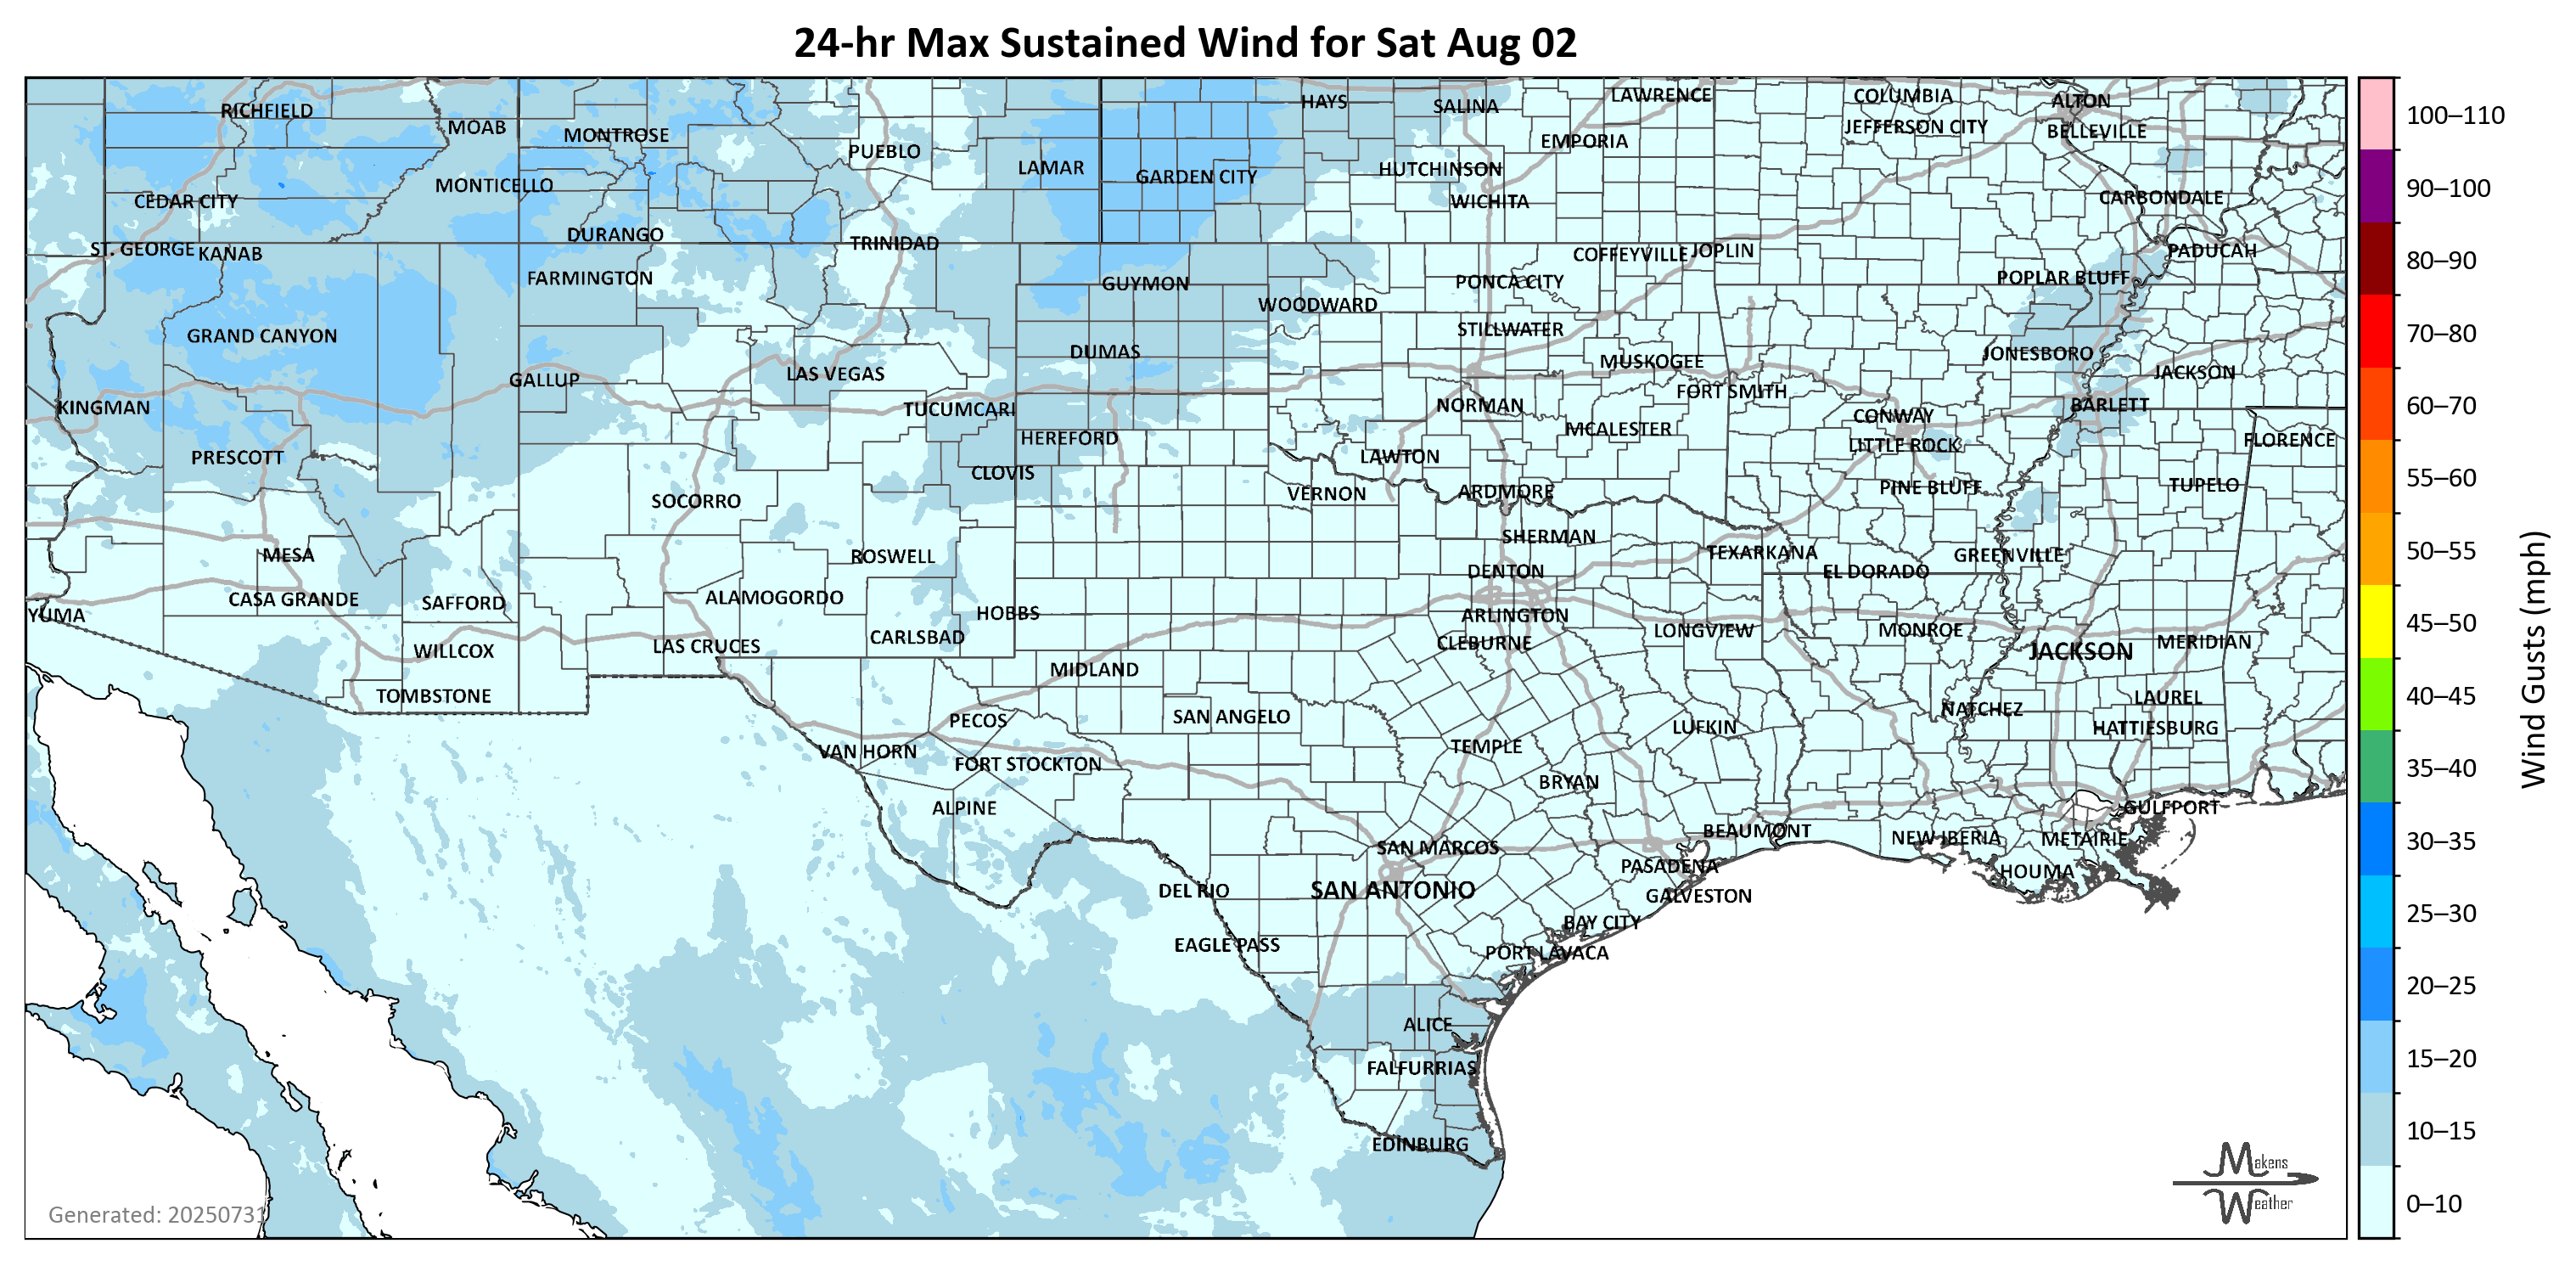 24-hr Max Sustained Wind for Sat Aug 02
RICHFIELD
MOAB
MONTROSE
PUEBLO
LAMAR
GARDEN CITY
HAYS
SALINA
LAWRENCE
EMPORIA
HUTCHINSON
WICHITA
COLUMBIA
JEFFERSON CITY
ALTON
BELLEVILLE
CARBONDALE
CEDAR CITY
MONTICELLO
DURANGO
TRINIDAD
ST. GEORGE
KANAB
FARMINGTON
GUYMON
WOODWARD
PONCA CITY
COFFEYVILLE
JOPLIN
POPLAR BLUFF
PADUCAH
GRAND CANYON
DUMAS
STILLWATER
MUSKOGEE
JONESBORO
JACKSON
KINGMAN
GALLUP
LAS VEGAS
TUCUMCARI
HEREFORD
NORMAN
FORT SMITH
MCALESTER
CONWAY
LITTLE ROCK
BARLETT
FLORENCE
PRESCOTT
SOCORRO
CLOVIS
VERNON
LAWTON
ARDMORE
PINE BLUFF
TUPELO
MESA
ROSWELL
SHERMAN
TEXARKANA
GREENVILLE
DENTON
EL DORADO
YUMA
CASA GRANDE
SAFFORD
ALAMOGORDO
HOBBS
ARLINGTON
CLEBURNE
LONGVIEW
MONROE
JACKSON
MERIDIAN
WILLCOX
LAS CRUCES
CARLSBAD
MIDLAND
TOMBSTONE
PECOS
SAN ANGELO
LUFKIN
NATCHEZ
LAUREL
HATTIESBURG
VAN HORN
FORT STOCKTON
TEMPLE
BRYAN
ALPINE
BEAUMONT
NEW IBERIA
METAIRIE
GULFPORT
HOUMA
SAN MARCOS
PASADENA
DEL RIO
SAN ANTONIO
GALVESTON
BAY CITY
EAGLE PASS
PORT LAVACA
ALICE
FALFURRIAS
EDINBURG
Generated: 20250731
Makens
Weather
100–110
90–100
80–90
70–80
60–70
55–60
50–55
45–50
40–45
35–40
30–35
25–30
20–25
15–20
10–15
0–10
Wind Gusts (mph)